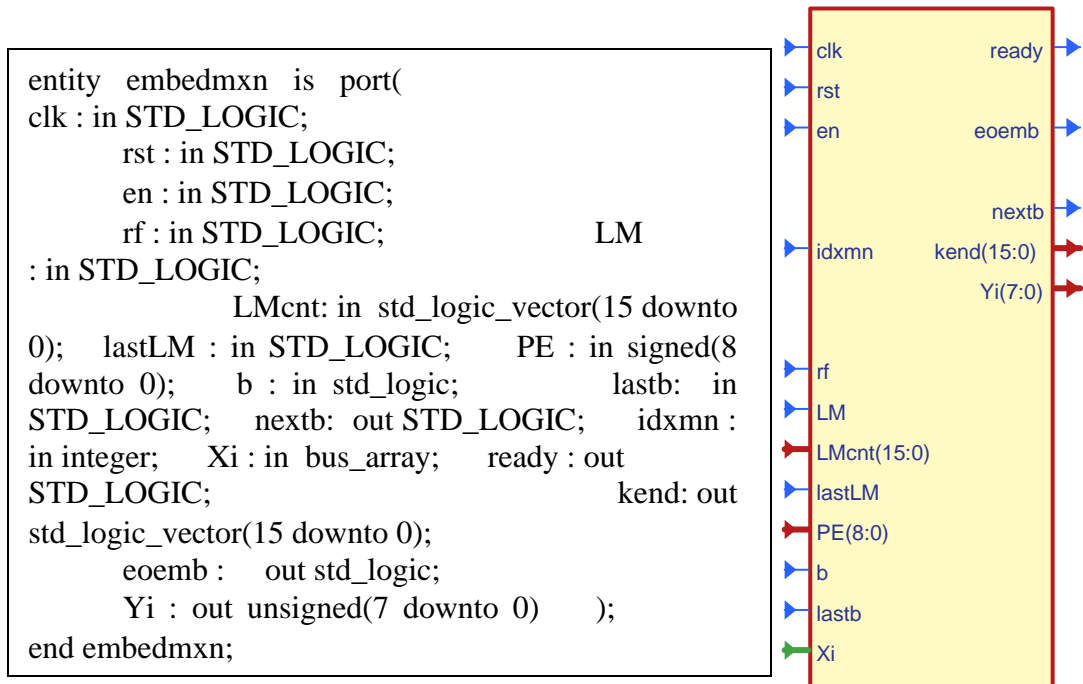 entity embedmxn is port(
clk : in STD_LOGIC;
rst : in STD_LOGIC;
en : in STD_LOGIC;
rf : in STD_LOGIC; LM
: in STD_LOGIC;
LMcnt: in std_logic_vector(15 downto
0); lastLM : in STD_LOGIC; PE : in signed(8
downto 0); b : in std_logic; lastb: in
STD_LOGIC; nextb: out STD_LOGIC; idxmn :
in integer; Xi : in bus_array; ready : out
STD_LOGIC; kend: out
std_logic_vector(15 downto 0);
eoemb : out std_logic;
Yi : out unsigned(7 downto 0) );
end embedmxn;
clk ready
rst
en eoemb
nextb
idxmn kend(15:0)
Yi(7:0)
rf
LM
LMcnt(15:0)
lastLM
PE(8:0)
b
lastb
Xi